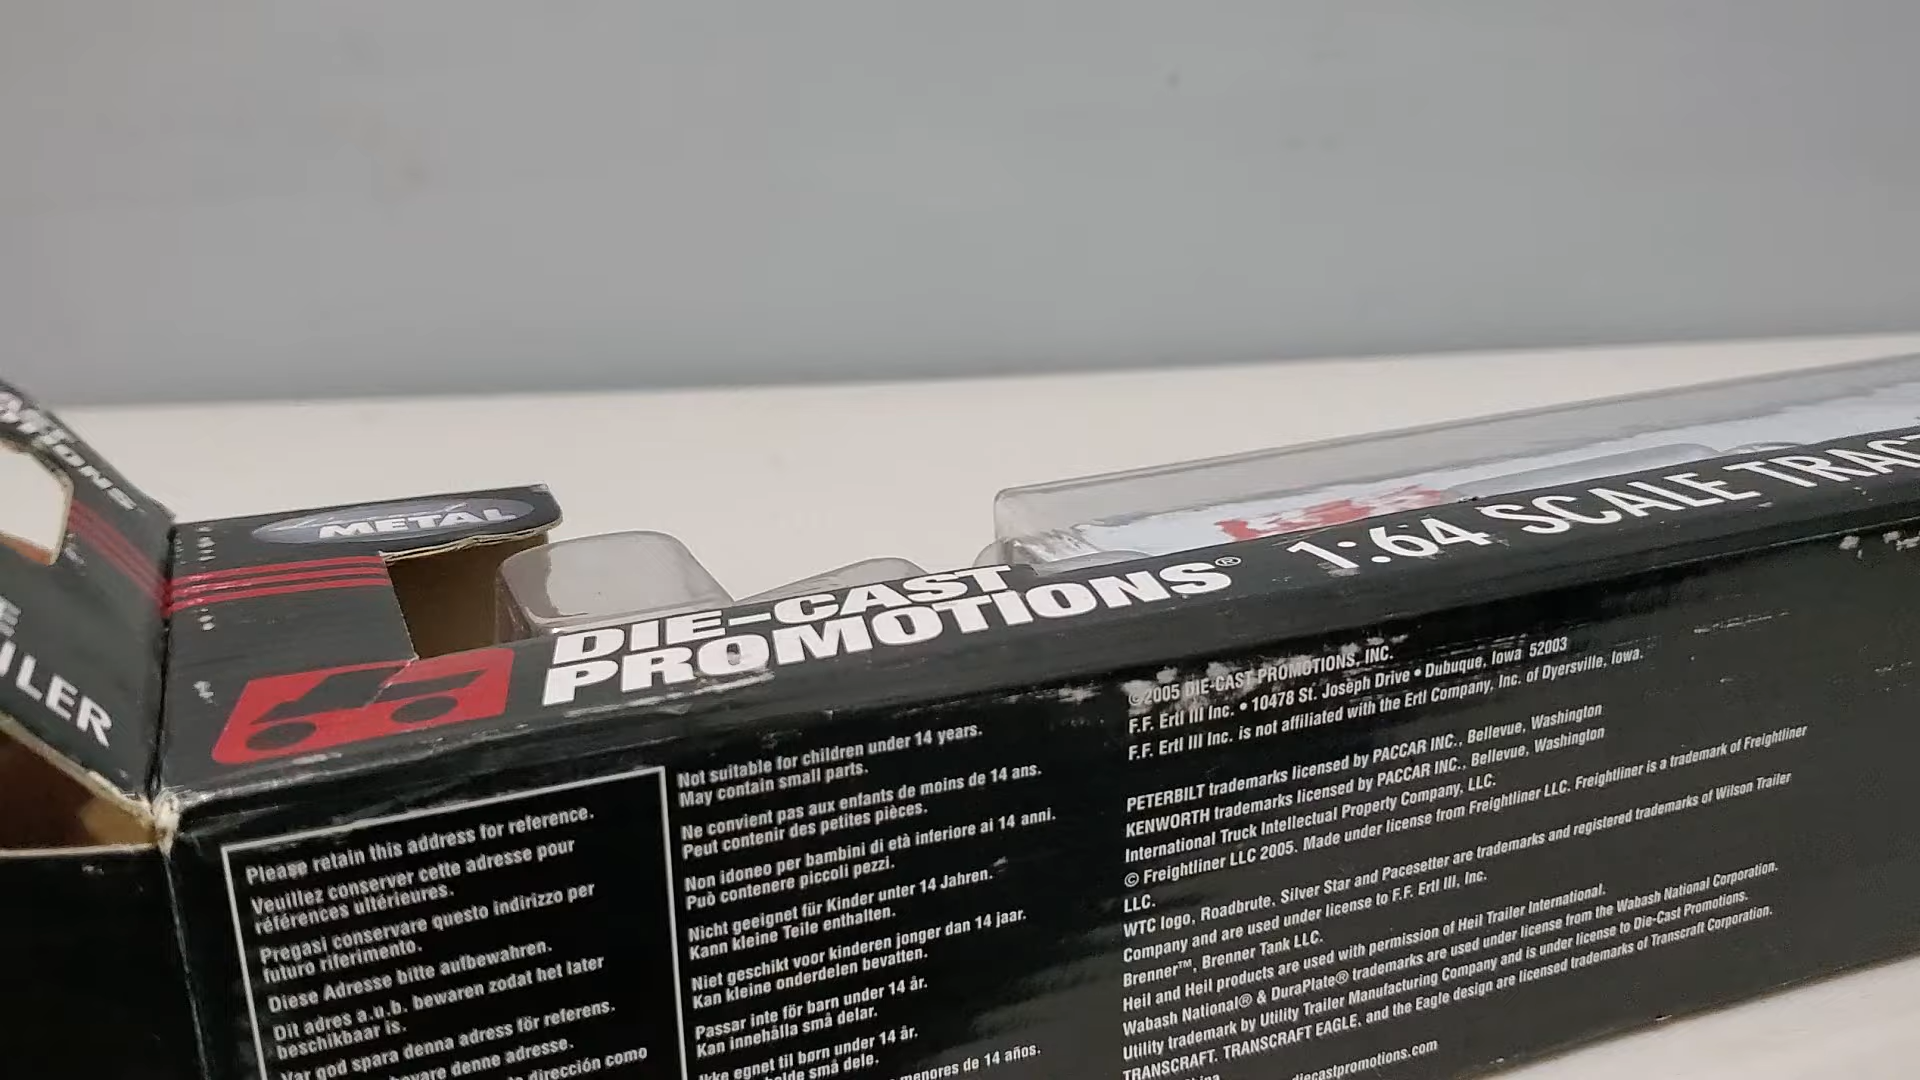 METAL
TIONS
ILER
DIE-CAST
PROMOTIONS®
1:64 SCALE
Please retain this address for reference.
Veuillez conserver cette adresse pour
références ultérieures.
Pregasi conservare questo indirizzo per
futuro riferimento.
Diese Adresse bitte aufbewahren.
Dit adres a.u.b. bewaren zodat het later
beschikbaar is.
Var god spara denna adress för referens.
denne adresse.
dirección como
Not suitable for children under 14 years.
May contain small parts.
Ne convient pas aux enfants de moins de 14 ans.
Peut contenir des petites pièces.
Non idoneo per bambini di età inferiore ai 14 anni.
Può contenere piccoli pezzi.
Nicht geeignet für Kinder unter 14 Jahren.
Kann kleine Teile enthalten.
Niet geschikt voor kinderen jonger dan 14 jaar.
Kan kleine onderdelen bevatten.
Passar inte för barn under 14 år.
Kan innehålla små delar.
Ikke egnet til børn under 14 år.
små dele.
menores de 14 años.
©2005 DIE-CAST PROMOTIONS, INC.
F.F. Ertl III Inc. • 10478 St. Joseph Drive • Dubuque, Iowa 52003
F.F. Ertl III Inc. is not affiliated with the Ertl Company, Inc. of Dyersville, Iowa.
PETERBILT trademarks licensed by PACCAR INC., Bellevue, Washington
KENWORTH trademarks licensed by PACCAR INC., Bellevue, Washington
International Truck Intellectual Property Company, LLC.
© Freightliner LLC 2005. Made under license from Freightliner LLC. Freightliner is a trademark of Freightliner
LLC.
WTC logo, Roadbrute, Silver Star and Pacesetter are trademarks and registered trademarks of Wilson Trailer
Company and are used under license to F.F. Ertl III, Inc.
Brenner™, Brenner Tank LLC.
Heil and Heil products are used with permission of Heil Trailer International.
Wabash National® & DuraPlate® trademarks are used under license from the Wabash National Corporation.
Utility trademark by Utility Trailer Manufacturing Company and is under license to Die-Cast Promotions.
TRANSCRAFT, TRANSCRAFT EAGLE, and the Eagle design are licensed trademarks of Transcraft Corporation.
diecastpromotions.com